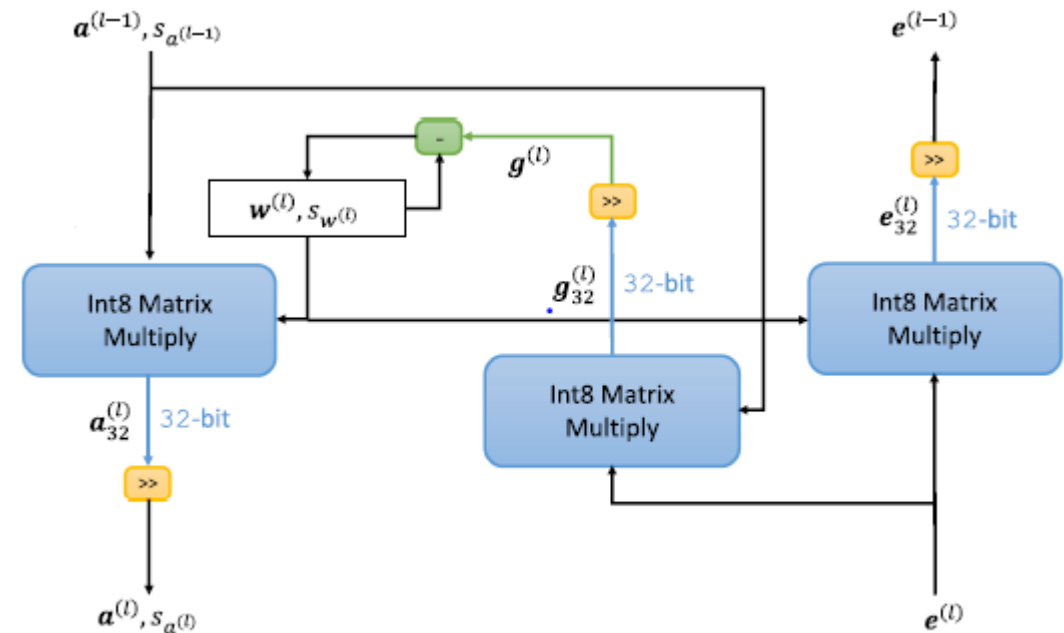 a^(l−1), s_a^(l−1)
e^(l−1)
-
g^(l)
>>
>>
w^(l), s_w^(l)
e_32^(l) 32-bit
g_32^(l) 32-bit
Int8 Matrix
Multiply
Int8 Matrix
Multiply
Int8 Matrix
Multiply
a_32^(l) 32-bit
>>
a^(l), s_a^(l)
e^(l)